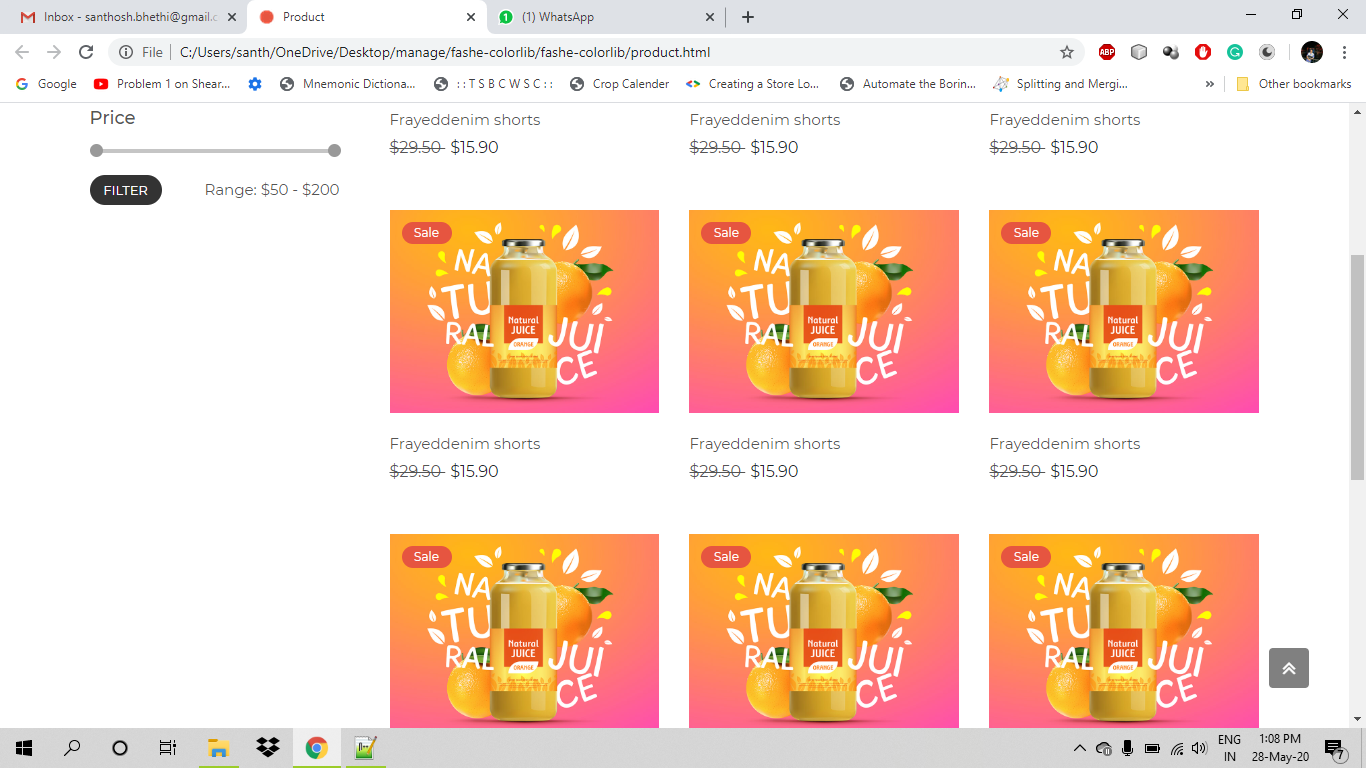 Inbox - santhosh.bhethi@gmail.c
Product
(1) WhatsApp
File
C:/Users/santh/OneDrive/Desktop/manage/fashe-colorlib/fashe-colorlib/product.html
ABP
Google
Problem 1 on Shear...
Mnemonic Dictiona...
: : T S B C W S C : :
Crop Calender
Creating a Store Lo...
Automate the Borin...
Splitting and Mergi...
»
Other bookmarks
Price
FILTER
Range: $50 - $200
Frayeddenim shorts
$29.50 $15.90
Frayeddenim shorts
$29.50 $15.90
Frayeddenim shorts
$29.50 $15.90
Sale
NA
TU
RAL
JUI
CE
Natural
JUICE
ORANGE
Sale
NA
TU
RAL
JUI
CE
Natural
JUICE
ORANGE
Sale
NA
TU
RAL
JUI
CE
Natural
JUICE
ORANGE
Frayeddenim shorts
$29.50 $15.90
Frayeddenim shorts
$29.50 $15.90
Frayeddenim shorts
$29.50 $15.90
Sale
NA
TU
RAL
JUI
CE
Natural
JUICE
ORANGE
Sale
NA
TU
RAL
JUI
CE
Natural
JUICE
ORANGE
Sale
NA
TU
RAL
JUI
CE
Natural
JUICE
ORANGE
ENG
IN
1:08 PM
28-May-20
7